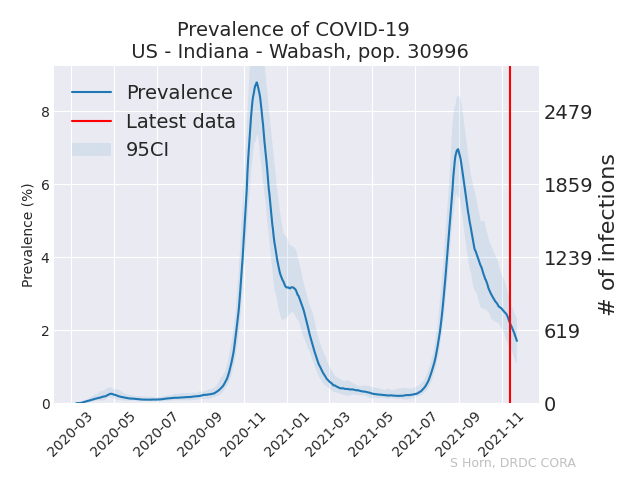 Prevalence of COVID-19
US - Indiana - Wabash, pop. 30996
Prevalence
Latest data
95CI
Prevalence (%)
8
6
4
2
0
2479
1859
1239
619
0
# of infections
2020-03
2020-05
2020-07
2020-09
2020-11
2021-01
2021-03
2021-05
2021-07
2021-09
2021-11
S Horn, DRDC CORA